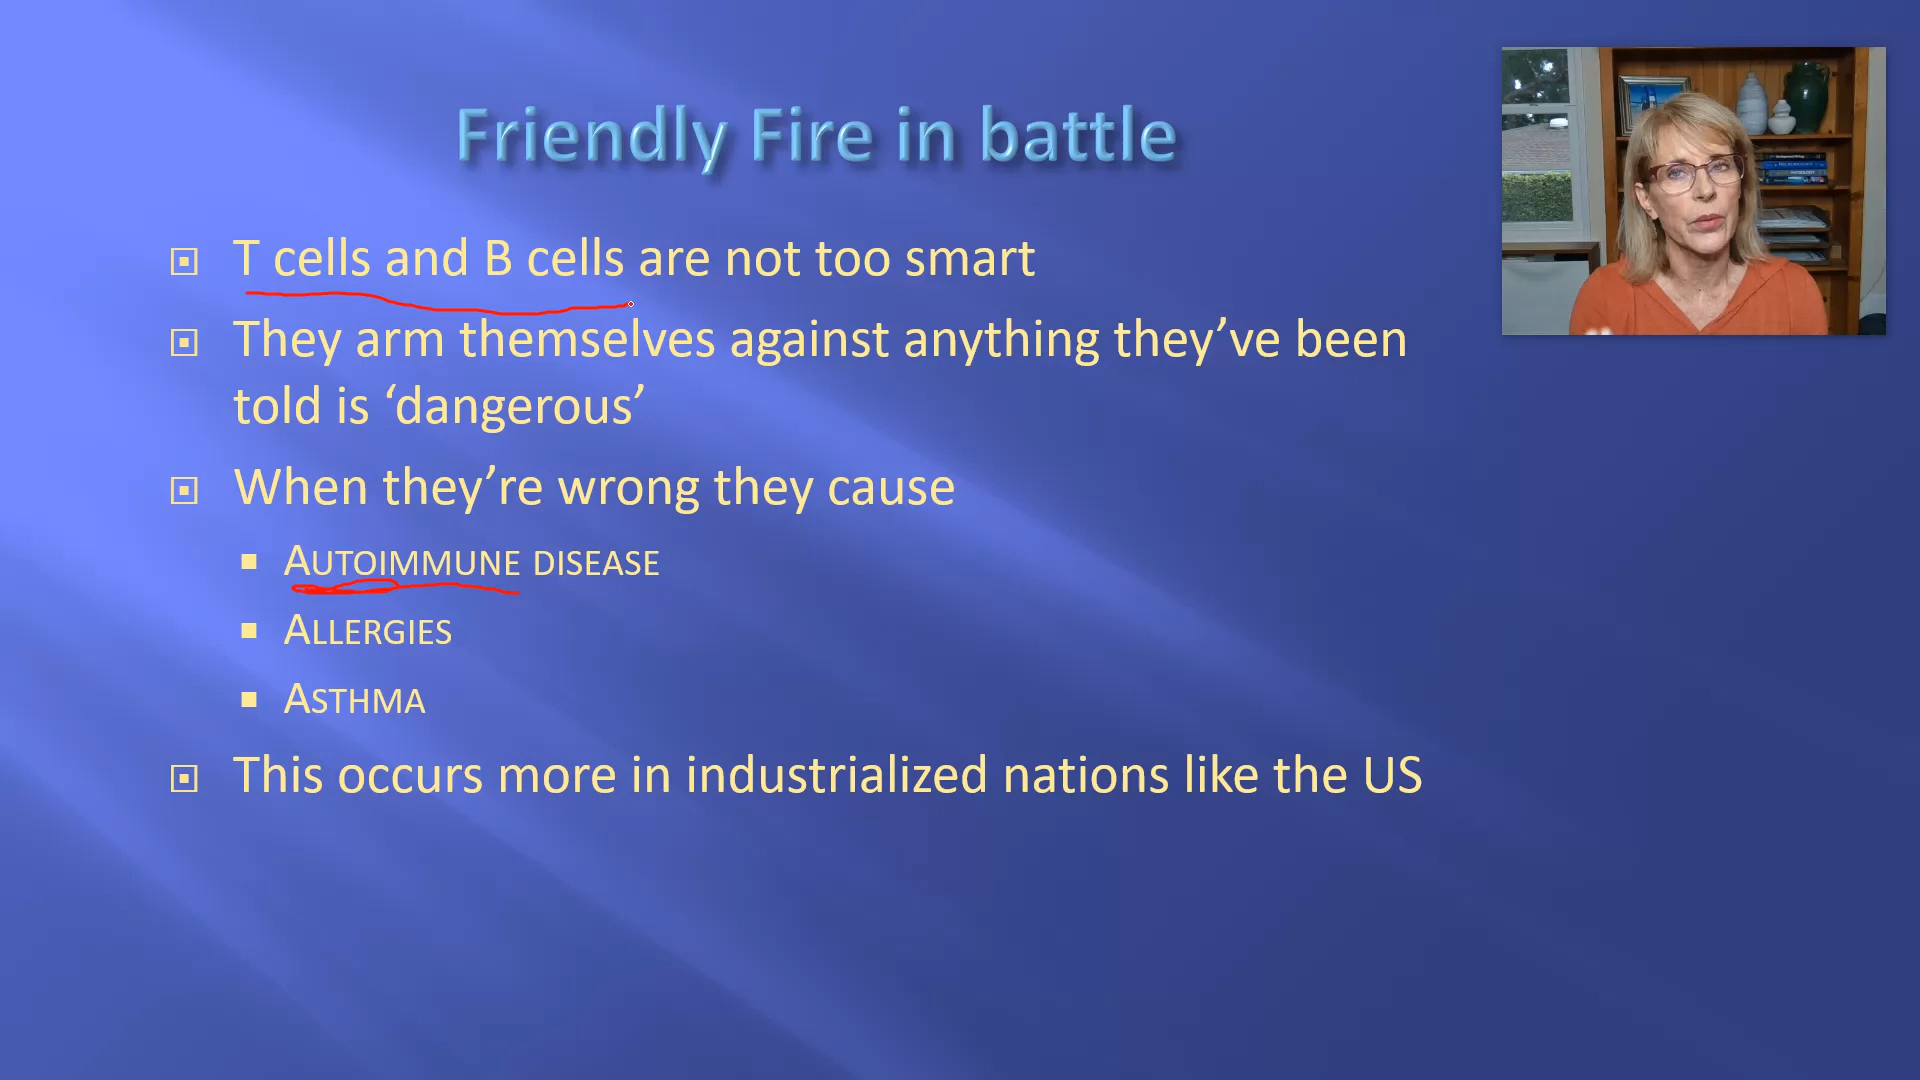 Friendly Fire in battle
T cells and B cells are not too smart
They arm themselves against anything they’ve been
told is ‘dangerous’
When they’re wrong they cause
AUTOIMMUNE DISEASE
ALLERGIES
ASTHMA
This occurs more in industrialized nations like the US